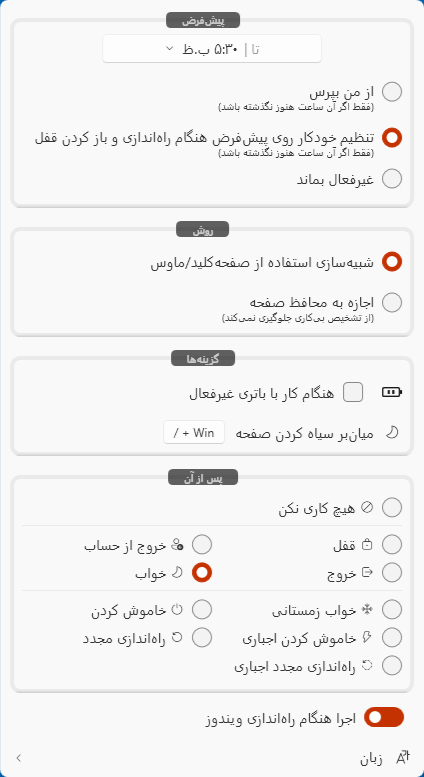 پیش‌فرض
تا | ۵:۳۰ ب.ظ
از من بپرس
(فقط اگر آن ساعت هنوز نگذشته باشد)
تنظیم خودکار روی پیش‌فرض هنگام راه‌اندازی و باز کردن قفل
(فقط اگر آن ساعت هنوز نگذشته باشد)
غیرفعال بماند
روش
شبیه‌سازی استفاده از صفحه‌کلید/ماوس
اجازه به محافظ صفحه
(از تشخیص بی‌کاری جلوگیری نمی‌کند)
گزینه‌ها
هنگام کار با باتری غیرفعال
میان‌بر سیاه کردن صفحه Win + /
پس از آن
هیچ کاری نکن
قفل
خروج از حساب
خروج
خواب
خواب زمستانی
خاموش کردن
خاموش کردن اجباری
راه‌اندازی مجدد
راه‌اندازی مجدد اجباری
اجرا هنگام راه‌اندازی ویندوز
زبان